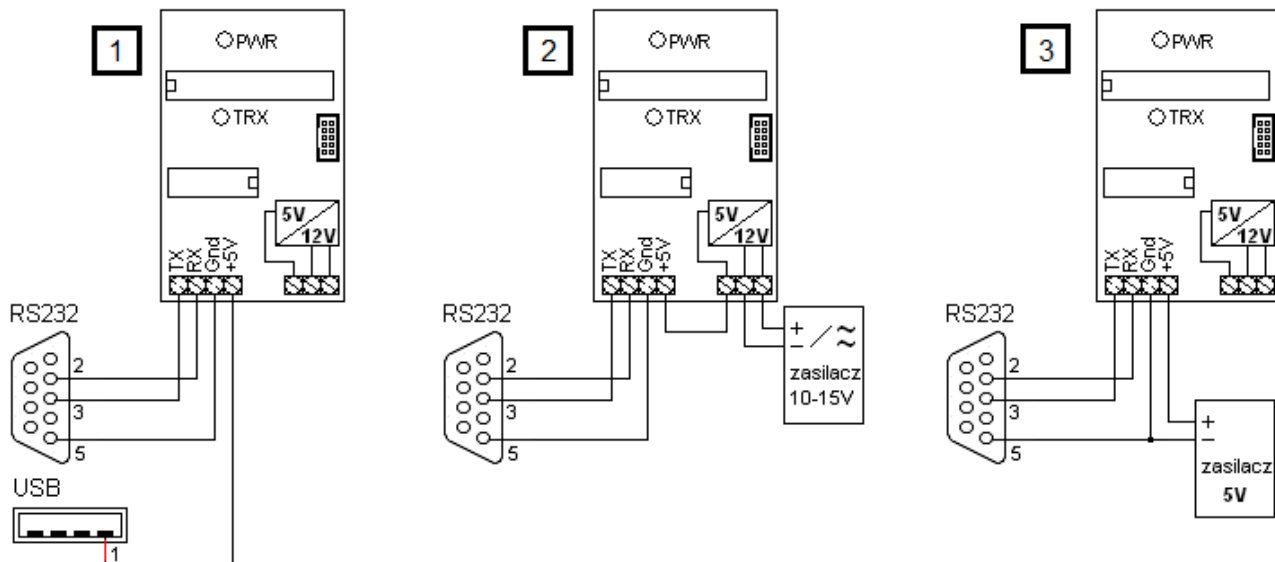 1
PWR
TRX
5V
12V
TX
RX
Gnd
+5V
RS232
2
3
5
USB
1
2
PWR
TRX
5V
12V
TX
RX
Gnd
+5V
RS232
2
3
5
+
− / ≈
zasilacz
10-15V
3
PWR
TRX
5V
12V
TX
RX
Gnd
+5V
RS232
2
3
5
+
−
zasilacz
5V